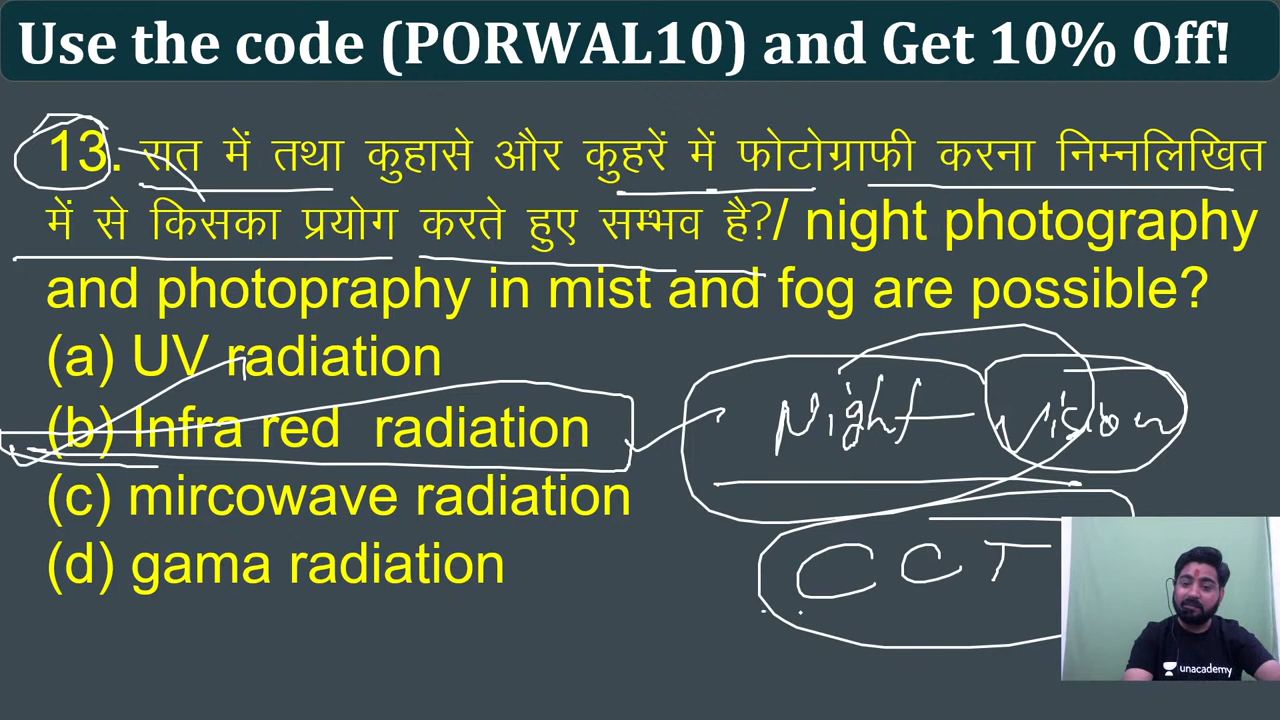 Use the code (PORWAL10) and Get 10% Off!
13. रात में तथा कुहासे और कुहरें में फोटोग्राफी करना निम्नलिखित
में से किसका प्रयोग करते हुए सम्भव है?/ night photography
and photopraphy in mist and fog are possible?
(a) UV radiation
(b) Infra red radiation
Night Vision
(c) mircowave radiation
(d) gama radiation
CCT
unacademy